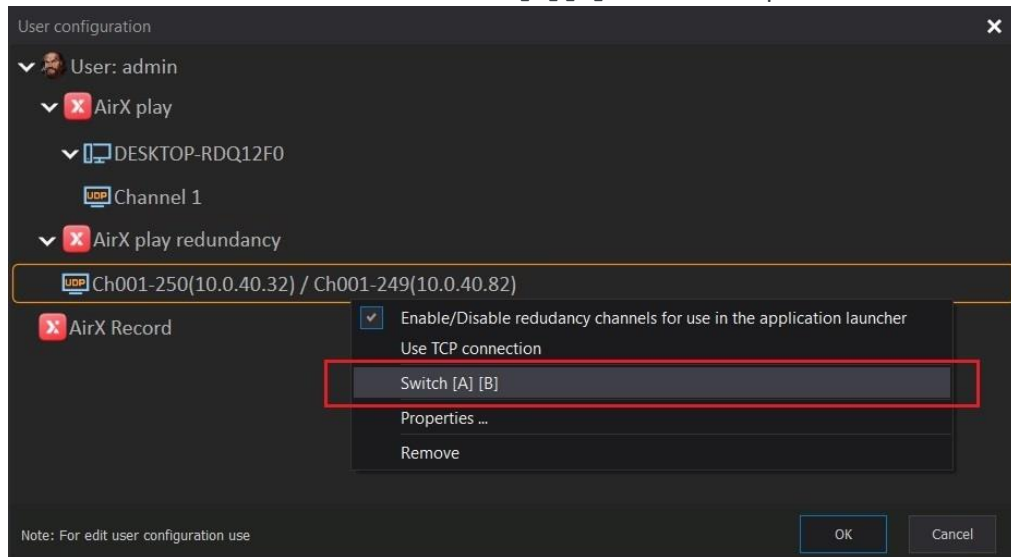 User configuration
User: admin
AirX play
DESKTOP-RDQ12F0
UDP Channel 1
AirX play redundancy
UDP Ch001-250(10.0.40.32) / Ch001-249(10.0.40.82)
AirX Record
Enable/Disable redudancy channels for use in the application launcher
Use TCP connection
Switch [A] [B]
Properties ...
Remove
Note: For edit user configuration use
OK
Cancel